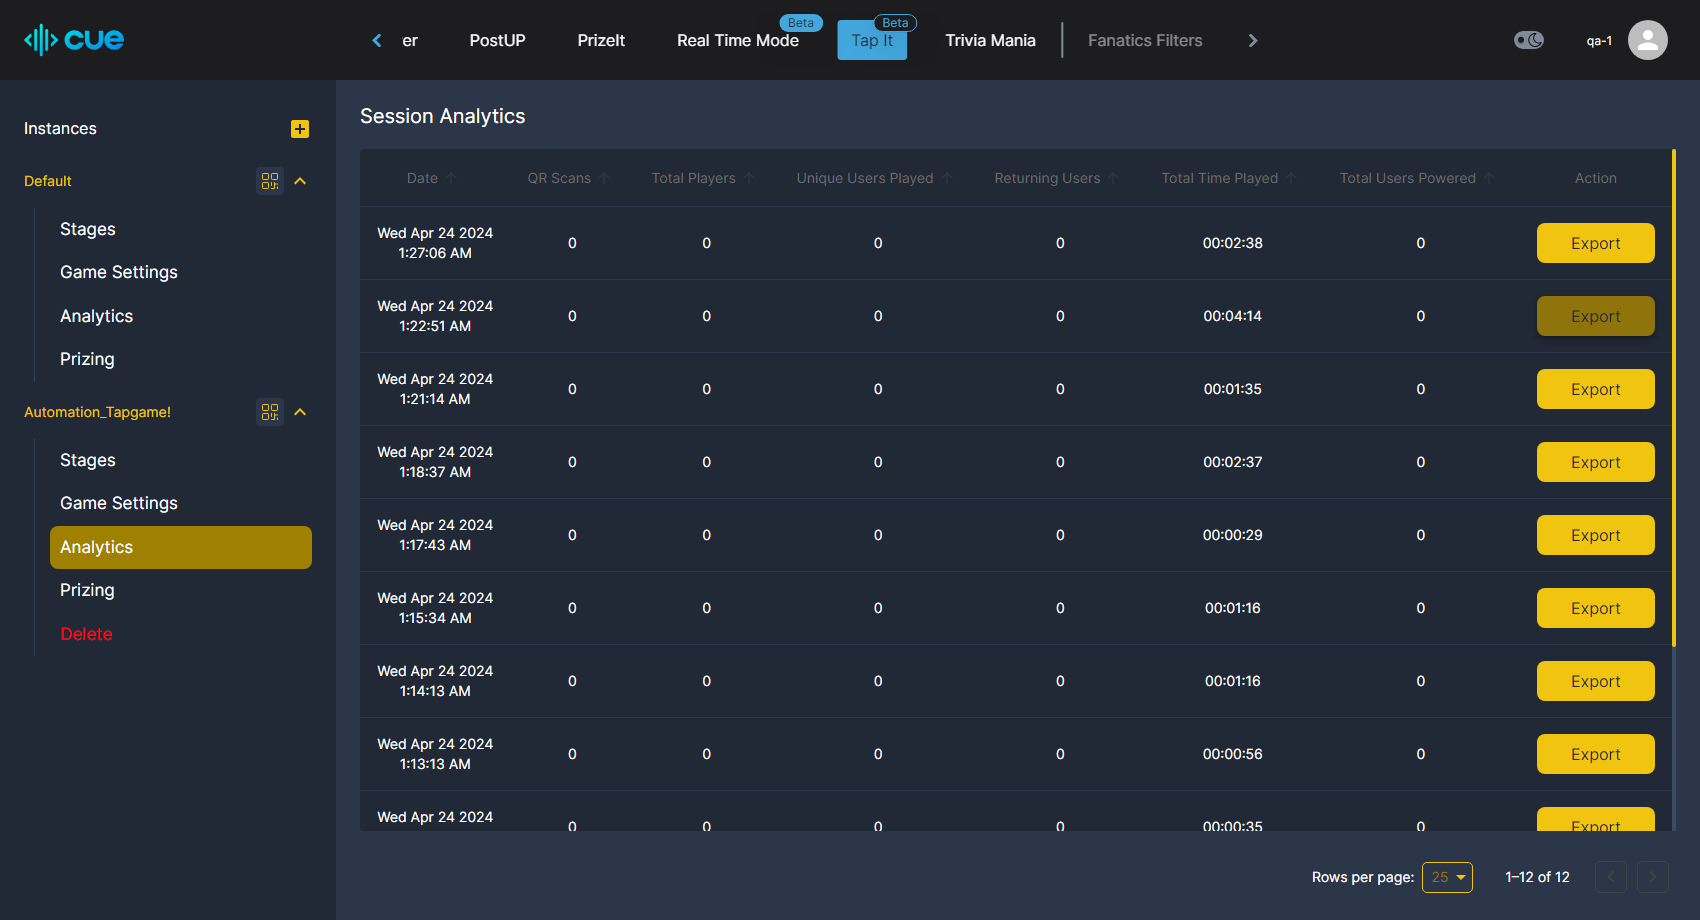 cue
er
PostUP
PrizeIt
Real Time Mode
Beta
Tap It
Beta
Trivia Mania
Fanatics Filters
qa-1
Instances
Default
Stages
Game Settings
Analytics
Prizing
Automation_Tapgame!
Stages
Game Settings
Analytics
Prizing
Delete
Session Analytics
Date QR Scans Total Players Unique Users Played Returning Users Total Time Played Total Users Powered Action
Wed Apr 24 2024
1:27:06 AM
0 0 0 0 00:02:38 0 Export
Wed Apr 24 2024
1:22:51 AM
0 0 0 0 00:04:14 0 Export
Wed Apr 24 2024
1:21:14 AM
0 0 0 0 00:01:35 0 Export
Wed Apr 24 2024
1:18:37 AM
0 0 0 0 00:02:37 0 Export
Wed Apr 24 2024
1:17:43 AM
0 0 0 0 00:00:29 0 Export
Wed Apr 24 2024
1:15:34 AM
0 0 0 0 00:01:16 0 Export
Wed Apr 24 2024
1:14:13 AM
0 0 0 0 00:01:16 0 Export
Wed Apr 24 2024
1:13:13 AM
0 0 0 0 00:00:56 0 Export
Wed Apr 24 2024
0 0 0 0 00:00:35 0 Export
Rows per page: 25 1–12 of 12